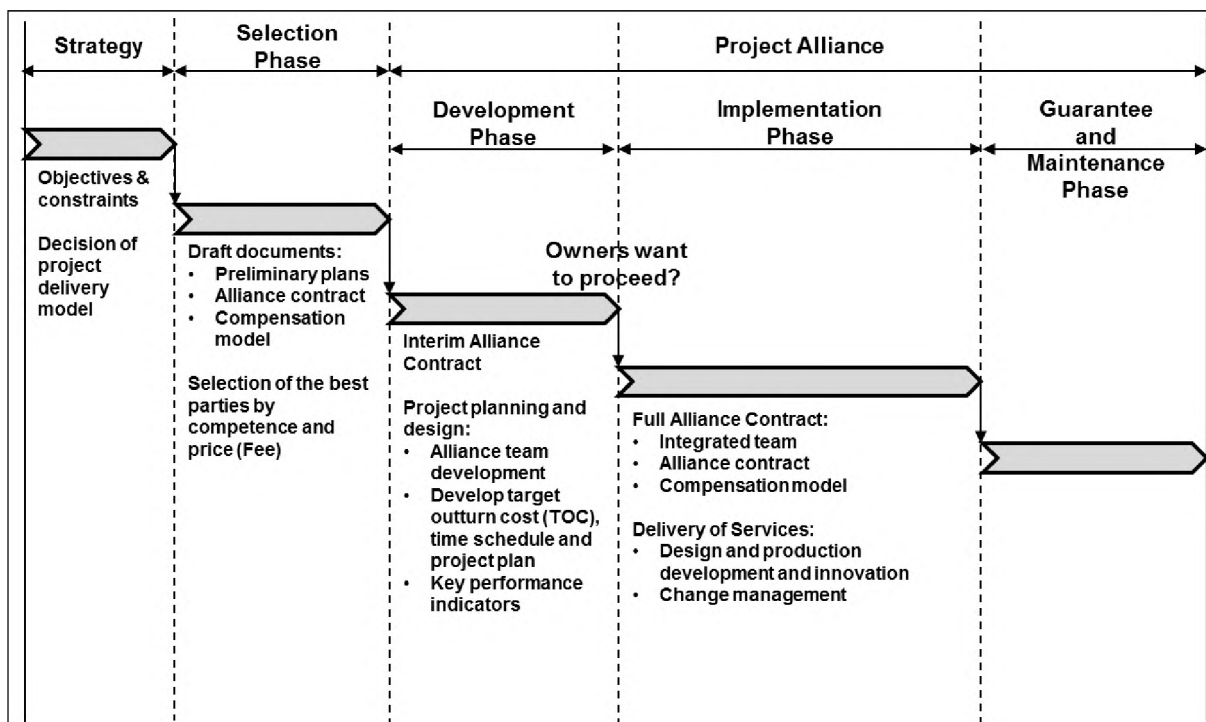 Strategy
Selection
Phase
Project Alliance
Development
Phase
Implementation
Phase
Guarantee
and
Maintenance
Phase
Objectives &
constraints
Decision of
project
delivery
model
Draft documents:
• Preliminary plans
• Alliance contract
• Compensation
model
Selection of the best
parties by
competence and
price (Fee)
Owners want
to proceed?
Interim Alliance
Contract
Project planning and
design:
• Alliance team
development
• Develop target
outturn cost (TOC),
time schedule and
project plan
• Key performance
indicators
Full Alliance Contract:
• Integrated team
• Alliance contract
• Compensation model
Delivery of Services:
• Design and production
development and innovation
• Change management